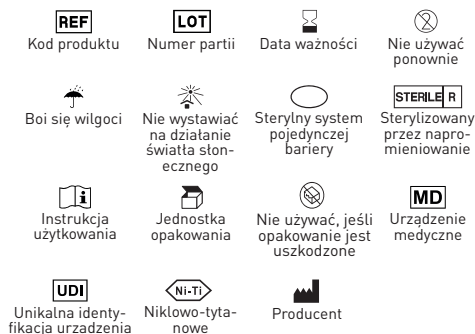 REF
LOT
Kod produktu
Numer partii
Data ważności
Nie używać
ponownie
STERILE R
Boi się wilgoci
Nie wystawiać
na działanie
światła słon-
ecznego
Sterylny system
pojedynczej
bariery
Sterylizowany
przez napro-
mieniowanie
MD
Instrukcja
użytkowania
Jednostka
opakowania
Nie używać, jeśli
opakowanie jest
uszkodzone
Urządzenie
medyczne
UDI
Ni-Ti
Unikalna identy-
fikacja urządzenia
Niklowo-tyta-
nowe
Producent